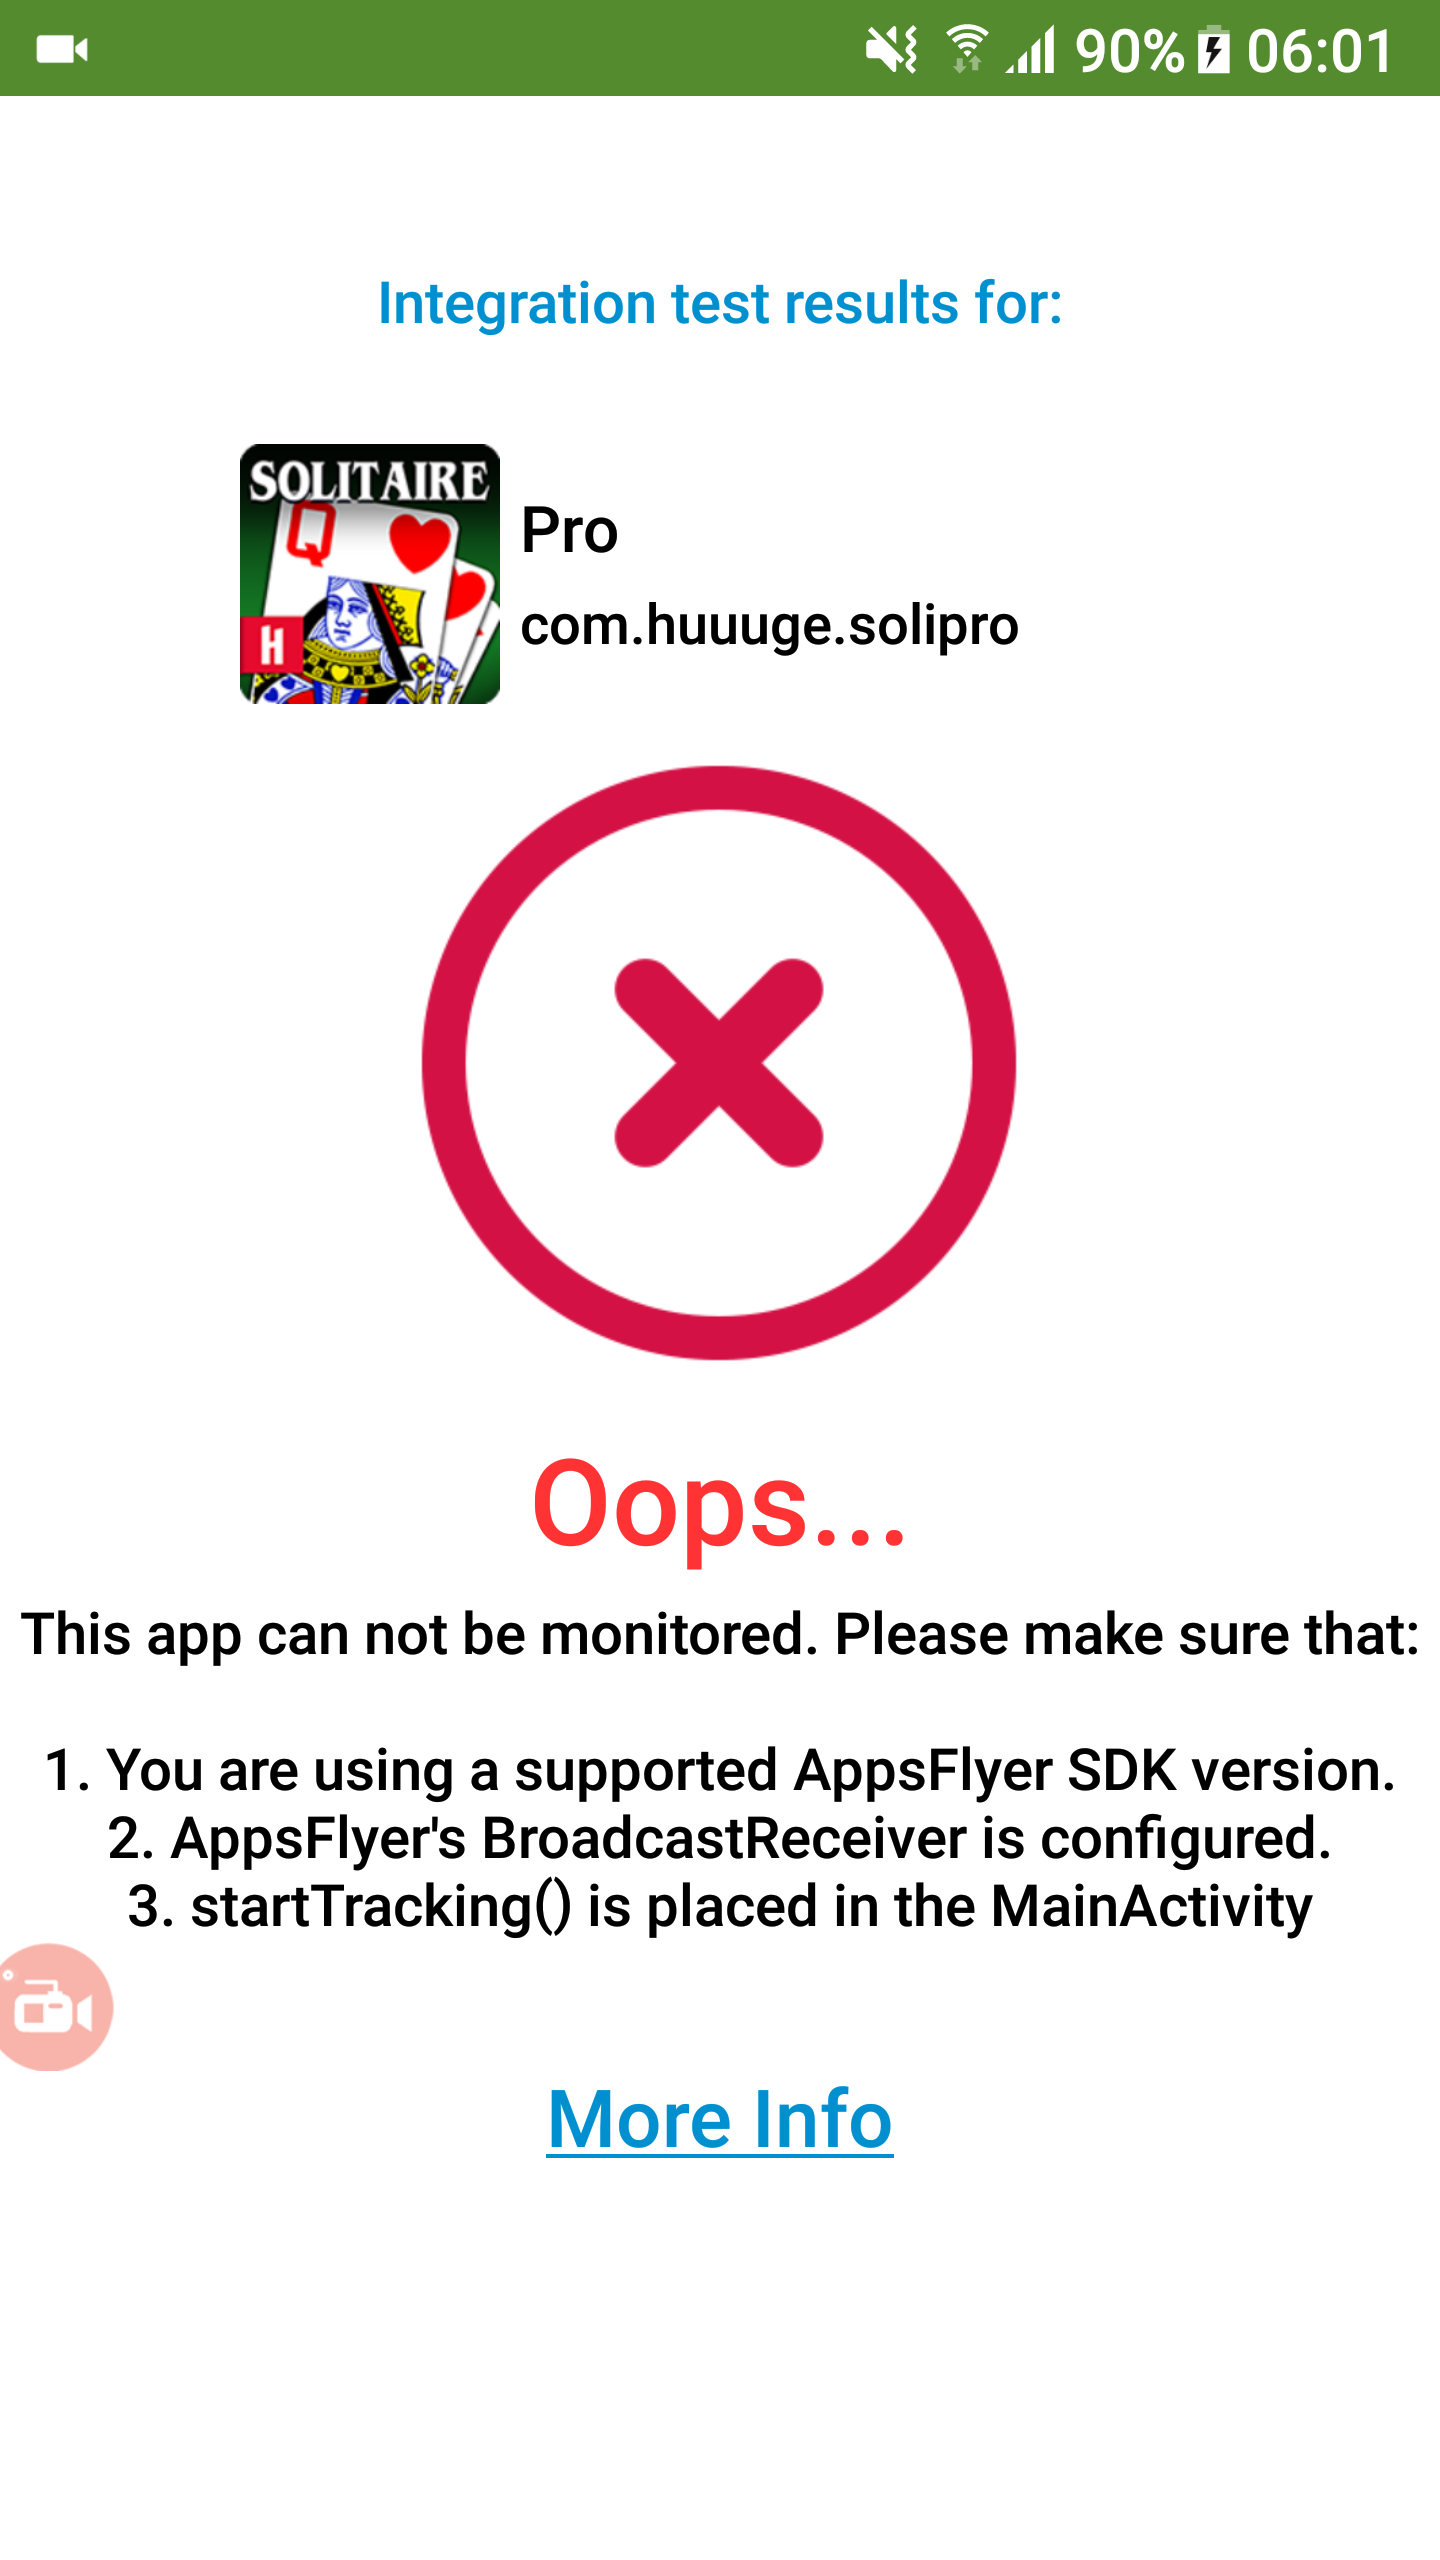 90% 06:01
Integration test results for:
SOLITAIRE
Q
H
Pro
com.huuuge.solipro
Oops...
This app can not be monitored. Please make sure that:
1. You are using a supported AppsFlyer SDK version.
2. AppsFlyer's BroadcastReceiver is configured.
3. startTracking() is placed in the MainActivity
More Info